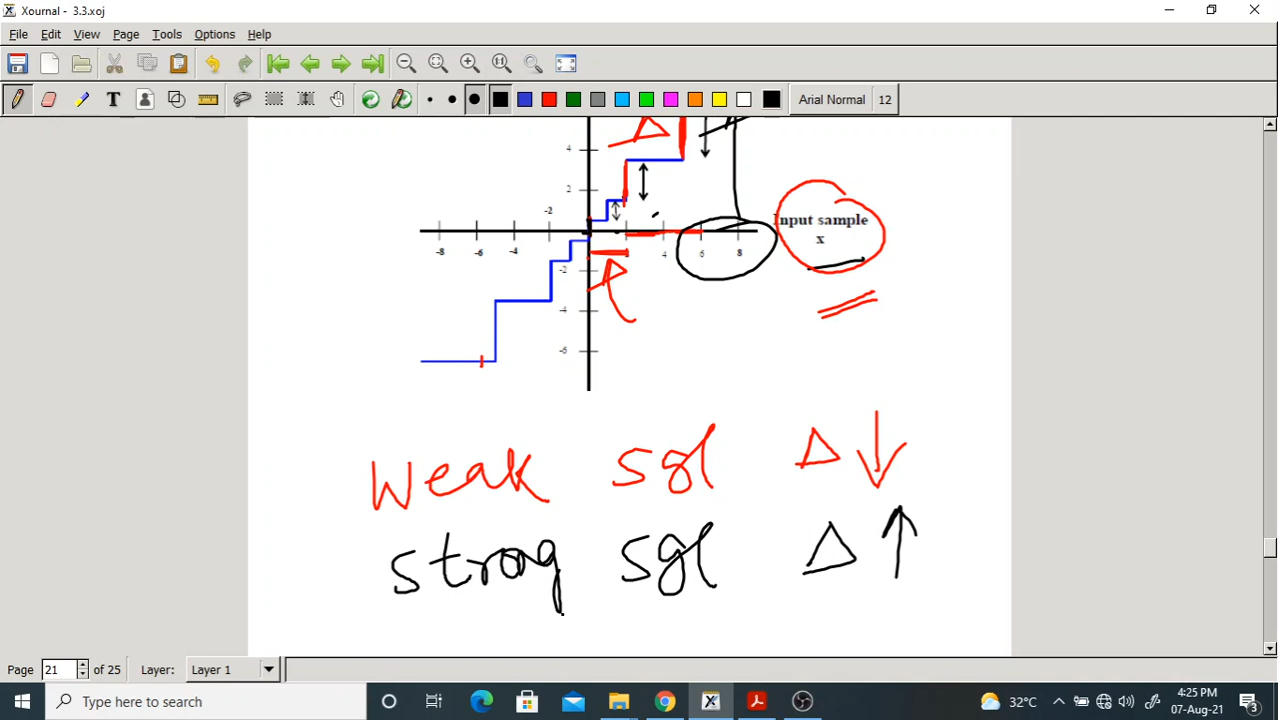 Xournal - 3.3.xoj
File Edit View Page Tools Options Help
Arial Normal 12
Δ
4
2
-2
-8 -6 -4 4 6 8
Input sample
x
-2
Δ
-4
-6
Weak sgl Δ ↓
strong sgl Δ ↑
Page 21 of 25 Layer: Layer 1
Type here to search
32°C
4:25 PM
07-Aug-21
3